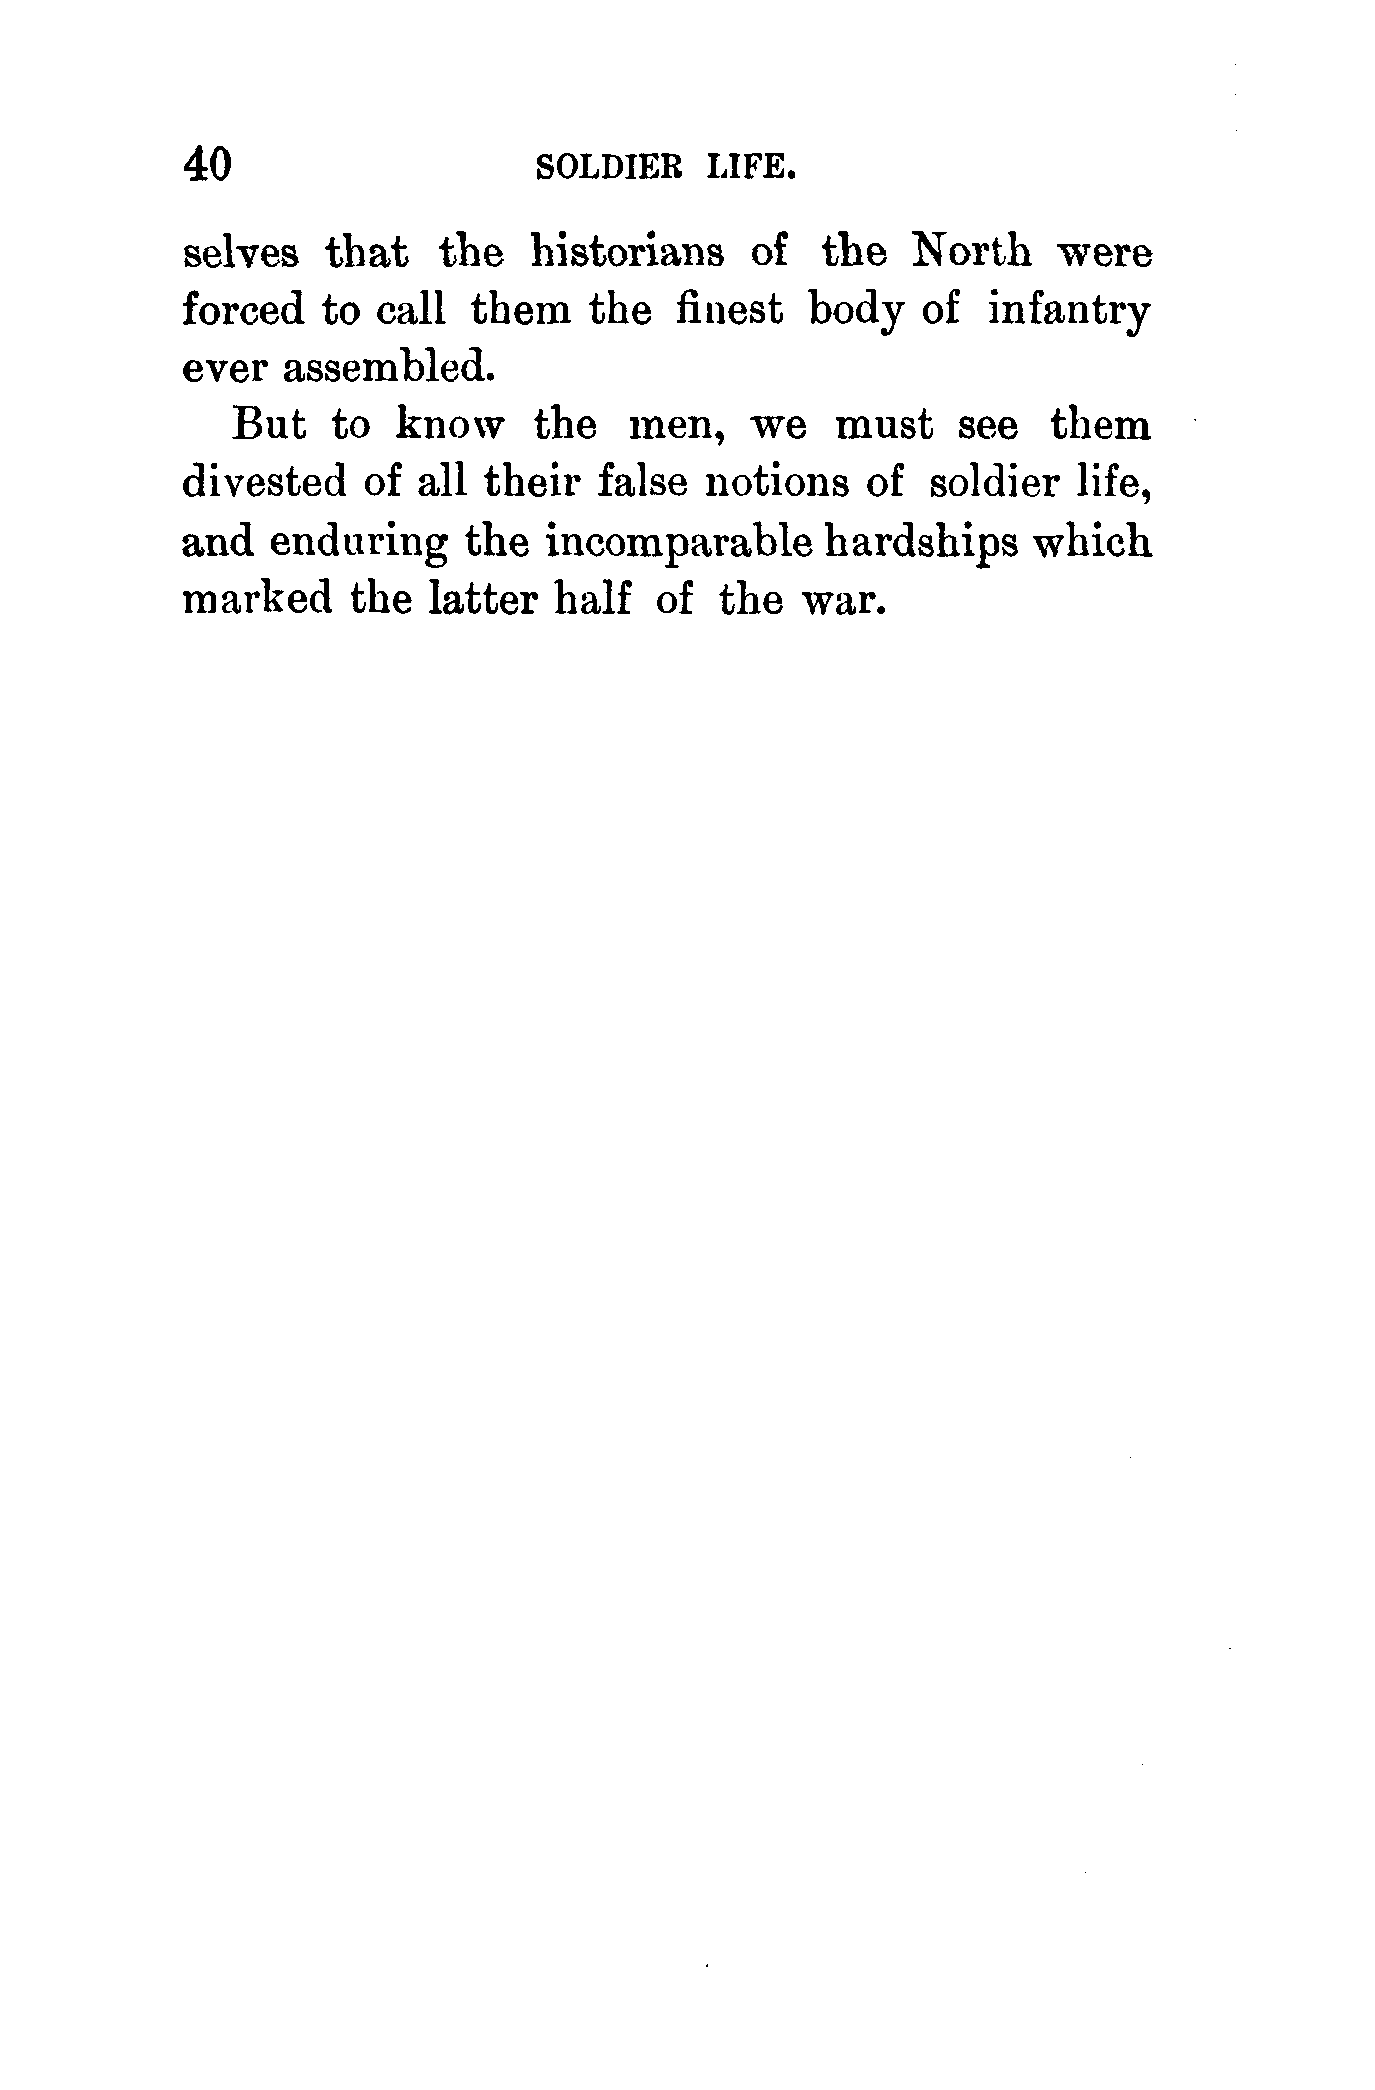 40 SOLDIER LIFE.
selves that the historians of the North were
forced to call them the finest body of infantry
ever assembled.
But to know the men, we must see them
divested of all their false notions of soldier life,
and enduring the incomparable hardships which
marked the latter half of the war.